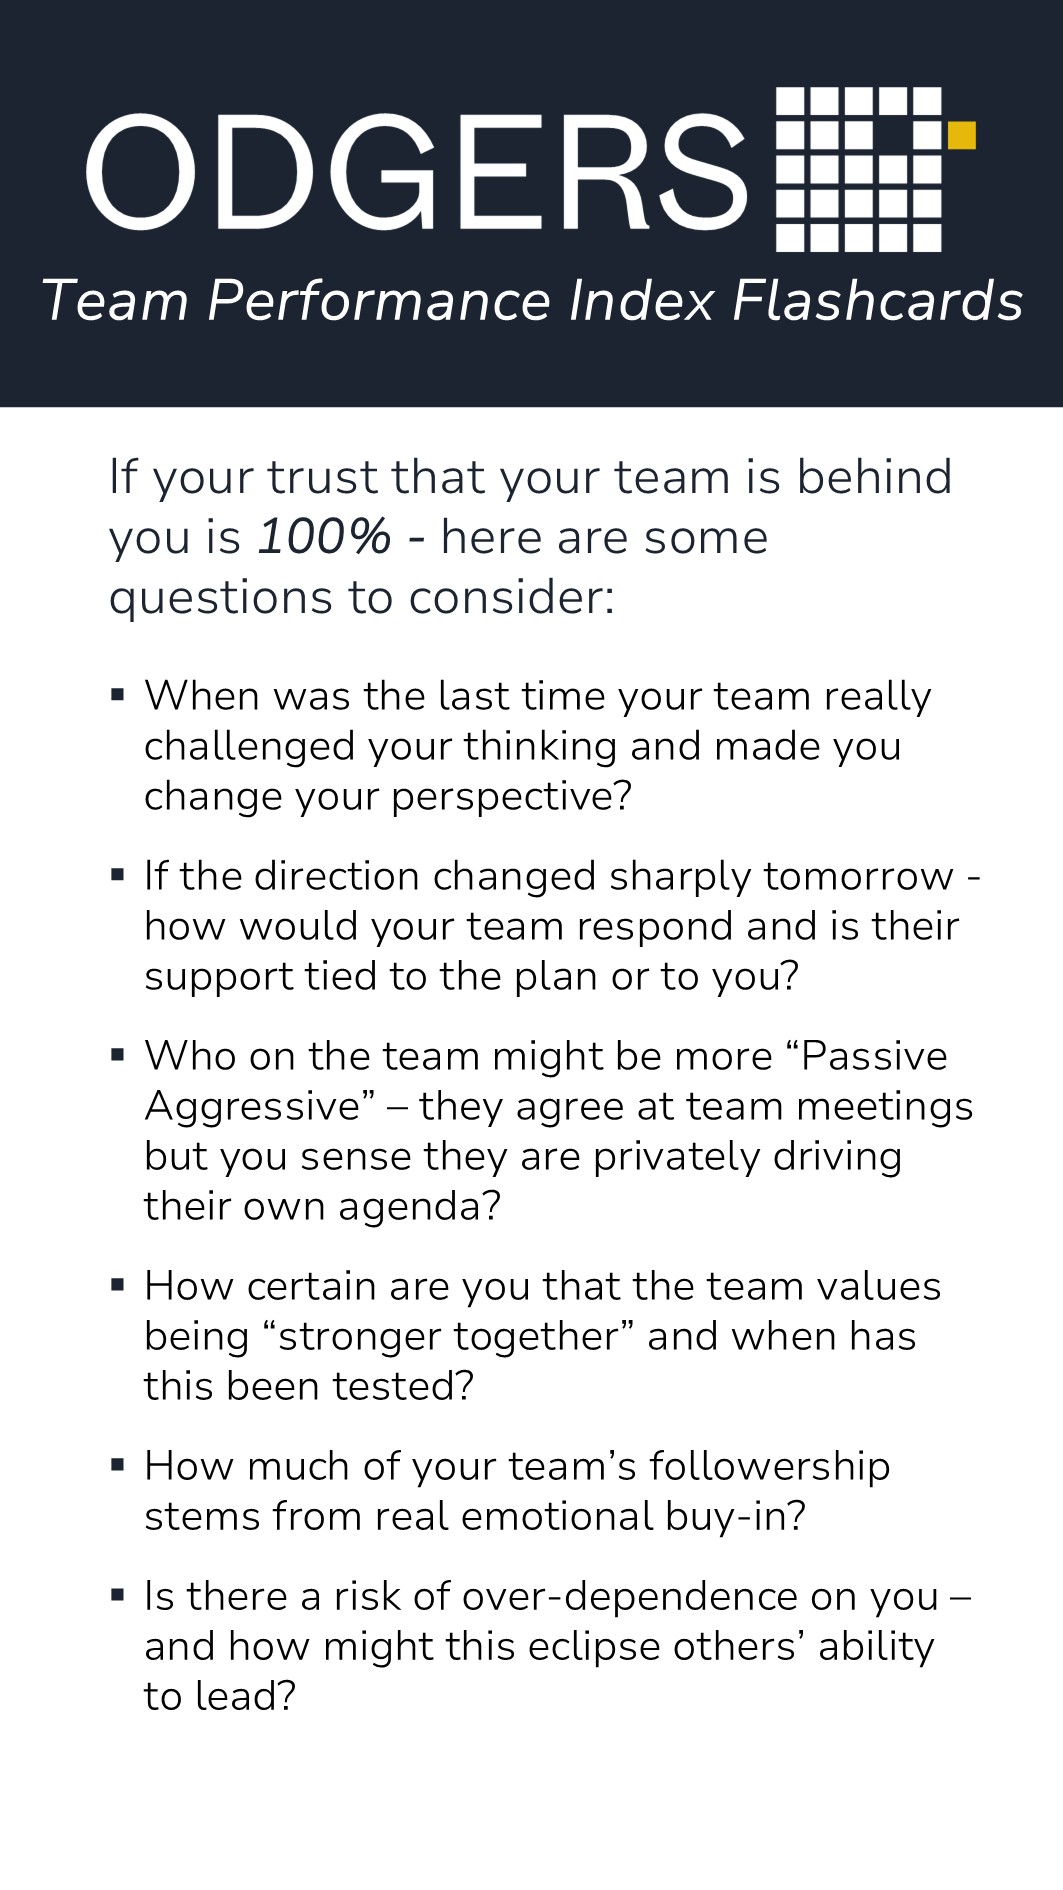 ODGERS
Team Performance Index Flashcards
If your trust that your team is behind
you is 100% - here are some
questions to consider:
▪ When was the last time your team really
challenged your thinking and made you
change your perspective?
▪ If the direction changed sharply tomorrow -
how would your team respond and is their
support tied to the plan or to you?
▪ Who on the team might be more “Passive
Aggressive” – they agree at team meetings
but you sense they are privately driving
their own agenda?
▪ How certain are you that the team values
being “stronger together” and when has
this been tested?
▪ How much of your team’s followership
stems from real emotional buy-in?
▪ Is there a risk of over-dependence on you –
and how might this eclipse others’ ability
to lead?